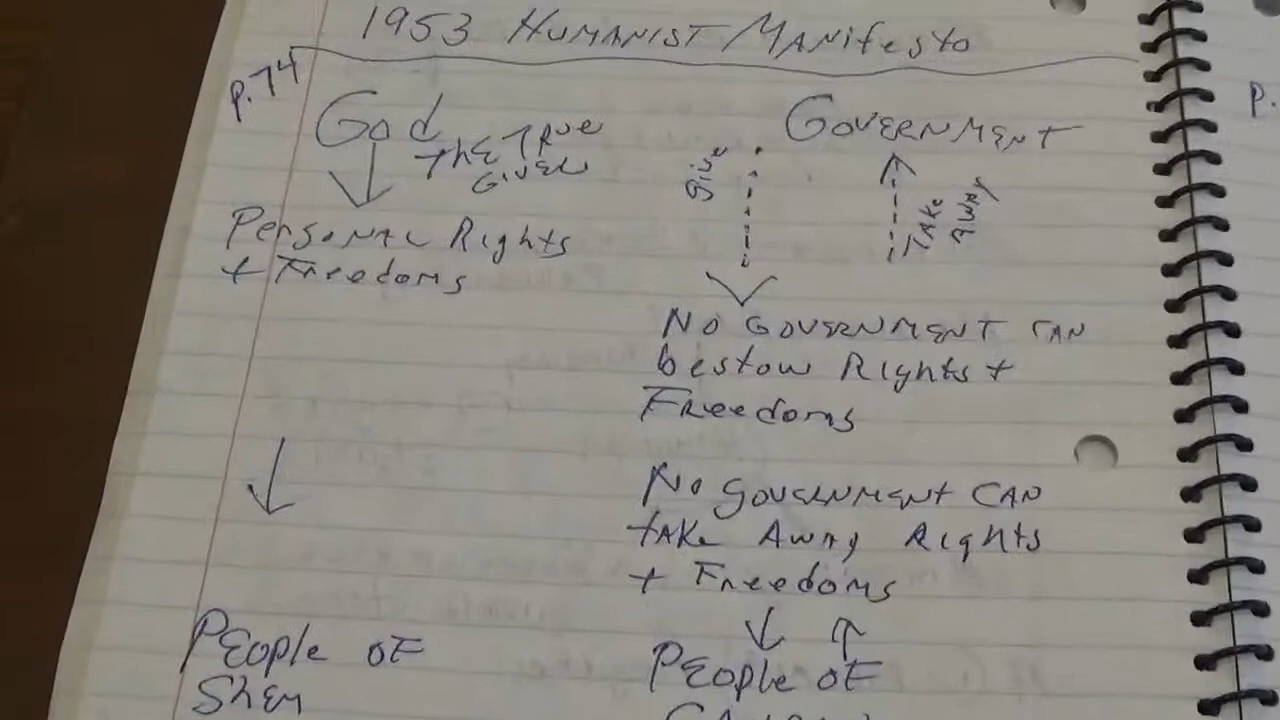 1953 HUMANIST MANifesto
p.74
God
THE TRUE
GIVER
Personal Rights
+ Freedoms
People of
Shem
GOVERNMENT
give
TAKE
AWAY
NO GOVERNMENT CAN
bestow Rights +
Freedoms
No government CAN
take Away Rights
+ Freedoms
People of
p.